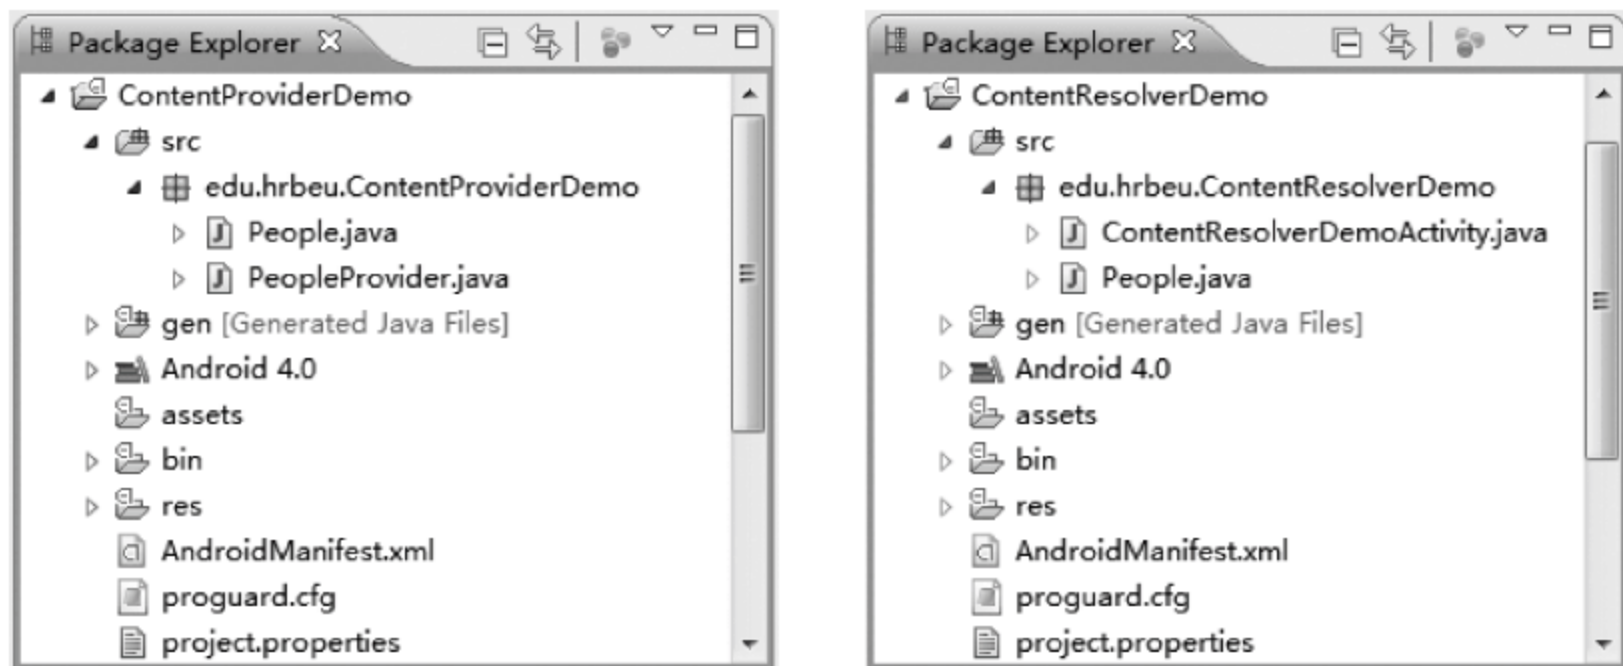 Package Explorer
ContentProviderDemo
src
edu.hrbeu.ContentProviderDemo
People.java
PeopleProvider.java
gen [Generated Java Files]
Android 4.0
assets
bin
res
AndroidManifest.xml
proguard.cfg
project.properties
Package Explorer
ContentResolverDemo
src
edu.hrbeu.ContentResolverDemo
ContentResolverDemoActivity.java
People.java
gen [Generated Java Files]
Android 4.0
assets
bin
res
AndroidManifest.xml
proguard.cfg
project.properties